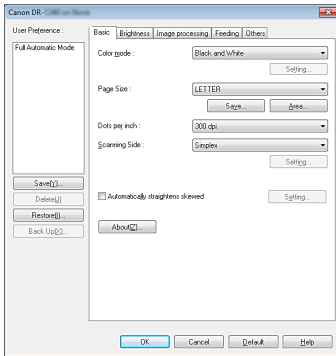 Canon DR-
User Preference :
Full Automatic Mode
Save(Y)...
Delete(J)
Restore(I)...
Back Up(X)...
Basic Brightness Image processing Feeding Others
Color mode : Black and White
Setting...
Page Size : LETTER
Save... Area...
Dots per inch : 300 dpi
Scanning Side : Simplex
Setting...
Automatically straightens skewed Setting...
About(Z)...
OK Cancel Default Help